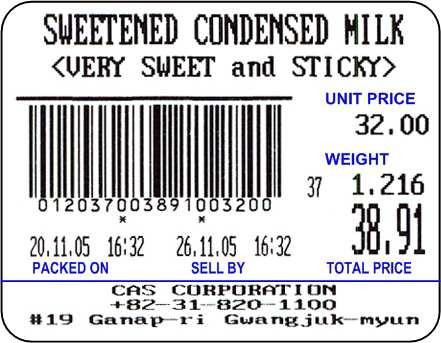 SWEETENED CONDENSED MILK
<VERY SWEET and STICKY>
UNIT PRICE
32.00
WEIGHT
37 1.216
0120370038910003200
* *
38.91
20.11.05 16:32 26.11.05 16:32
PACKED ON SELL BY TOTAL PRICE
CAS CORPORATION
+82-31-820-1100
#19 Ganap-ri Gwangjuk-myun